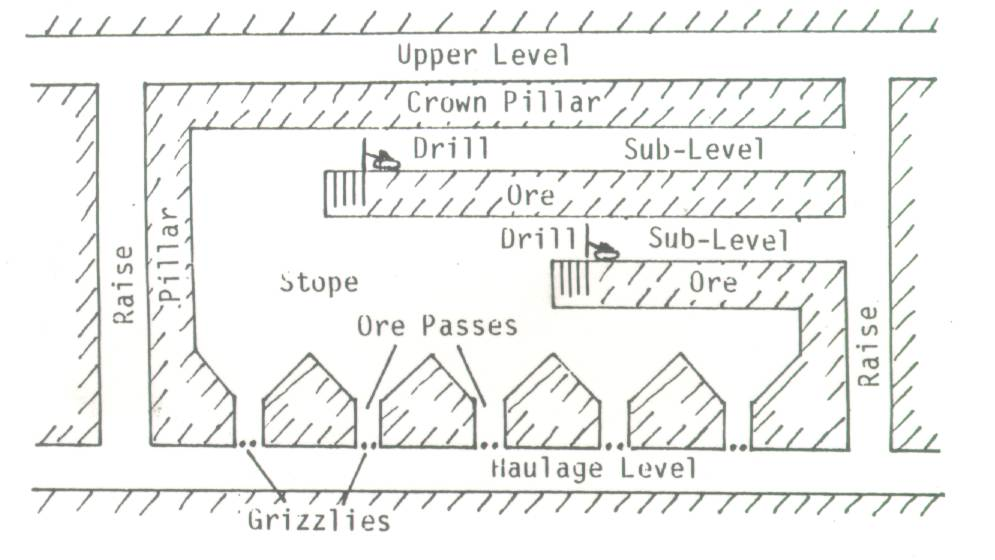 Upper Level
Crown Pillar
Drill
Sub-Level
Ore
Drill
Sub-Level
Pillar
Raise
Stope
Ore
Ore Passes
Raise
Haulage Level
Grizzlies